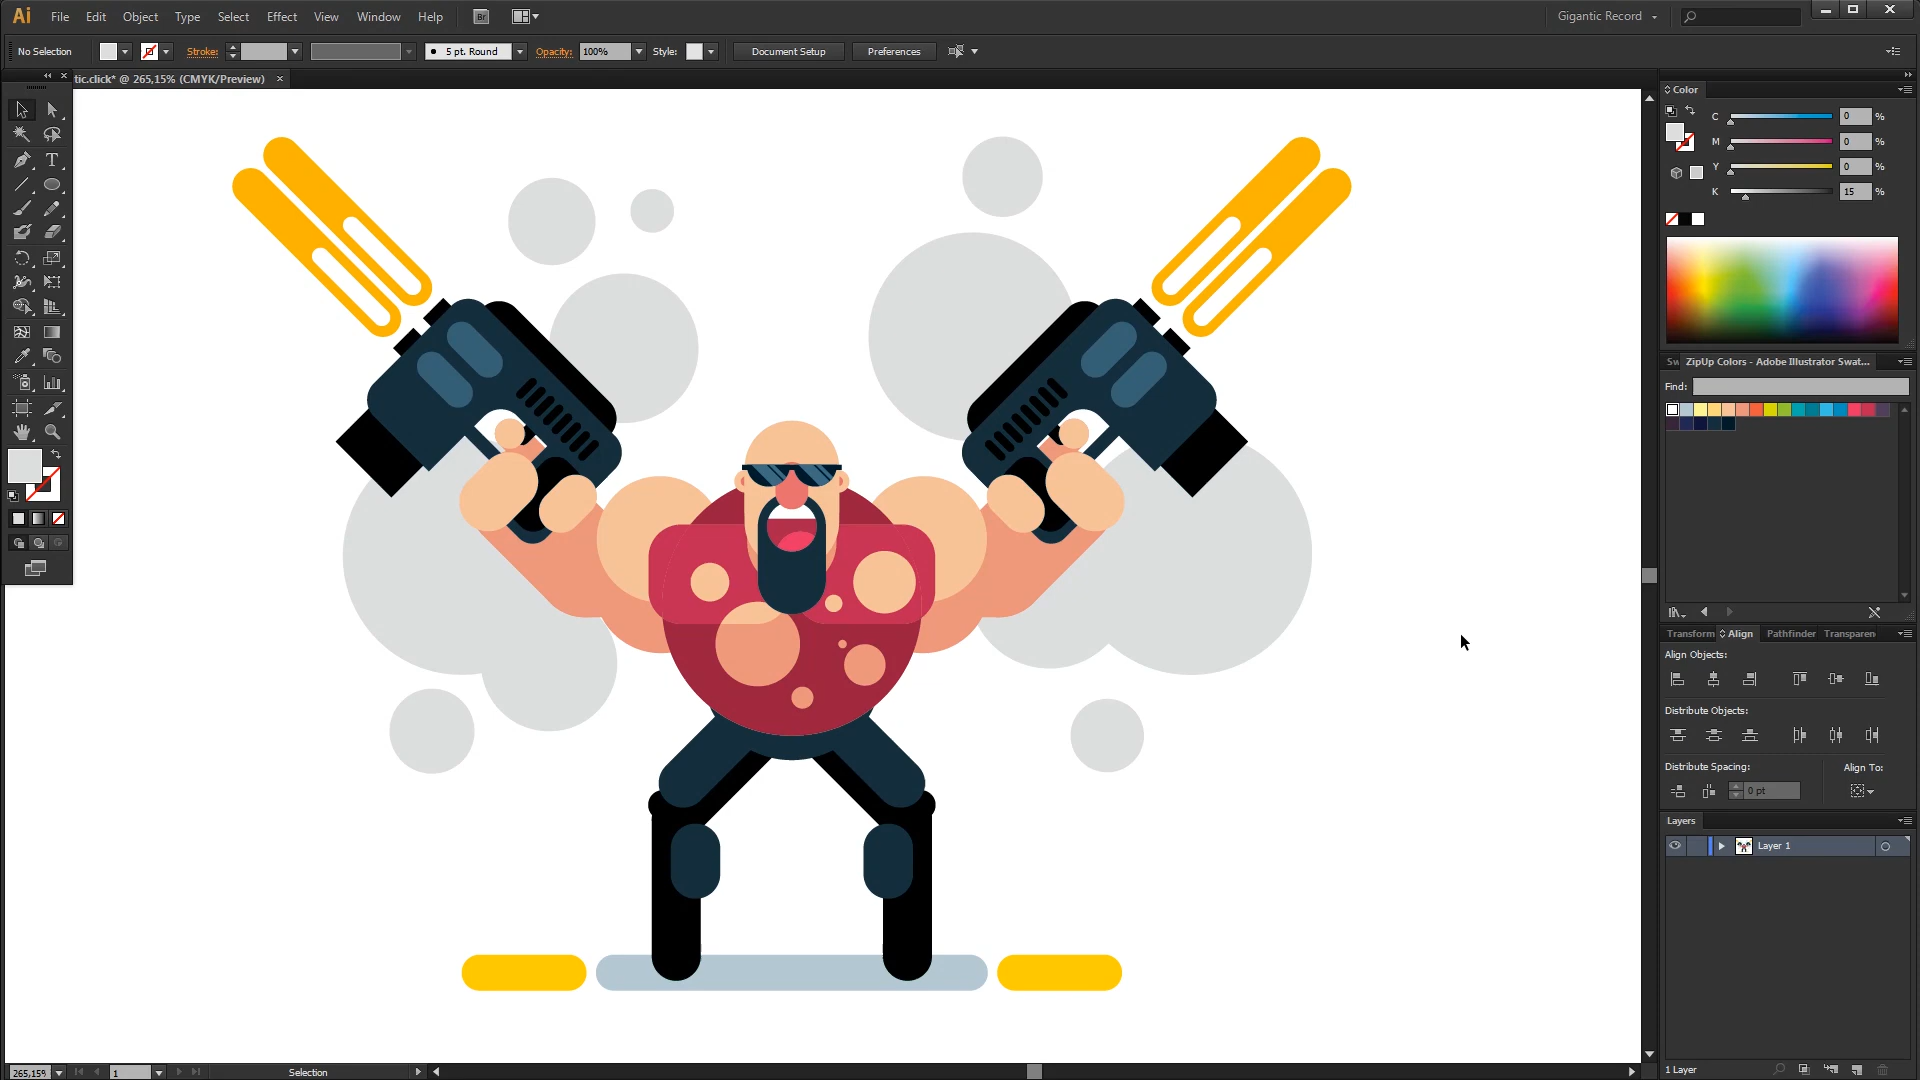 Ai File Edit Object Type Select Effect View Window Help Br Gigantic Record
No Selection Stroke: 5 pt. Round Opacity: 100% Style: Document Setup Preferences
tic.click* @ 265,15% (CMYK/Preview)
Color
C 0 %
M 0 %
Y 0 %
K 15 %
Sw ZipUp Colors - Adobe Illustrator Swat...
Find:
Transform Align Pathfinder Transparen
Align Objects:
Distribute Objects:
Distribute Spacing: Align To:
0 pt
Layers
Layer 1
265,15% 1 Selection 1 Layer